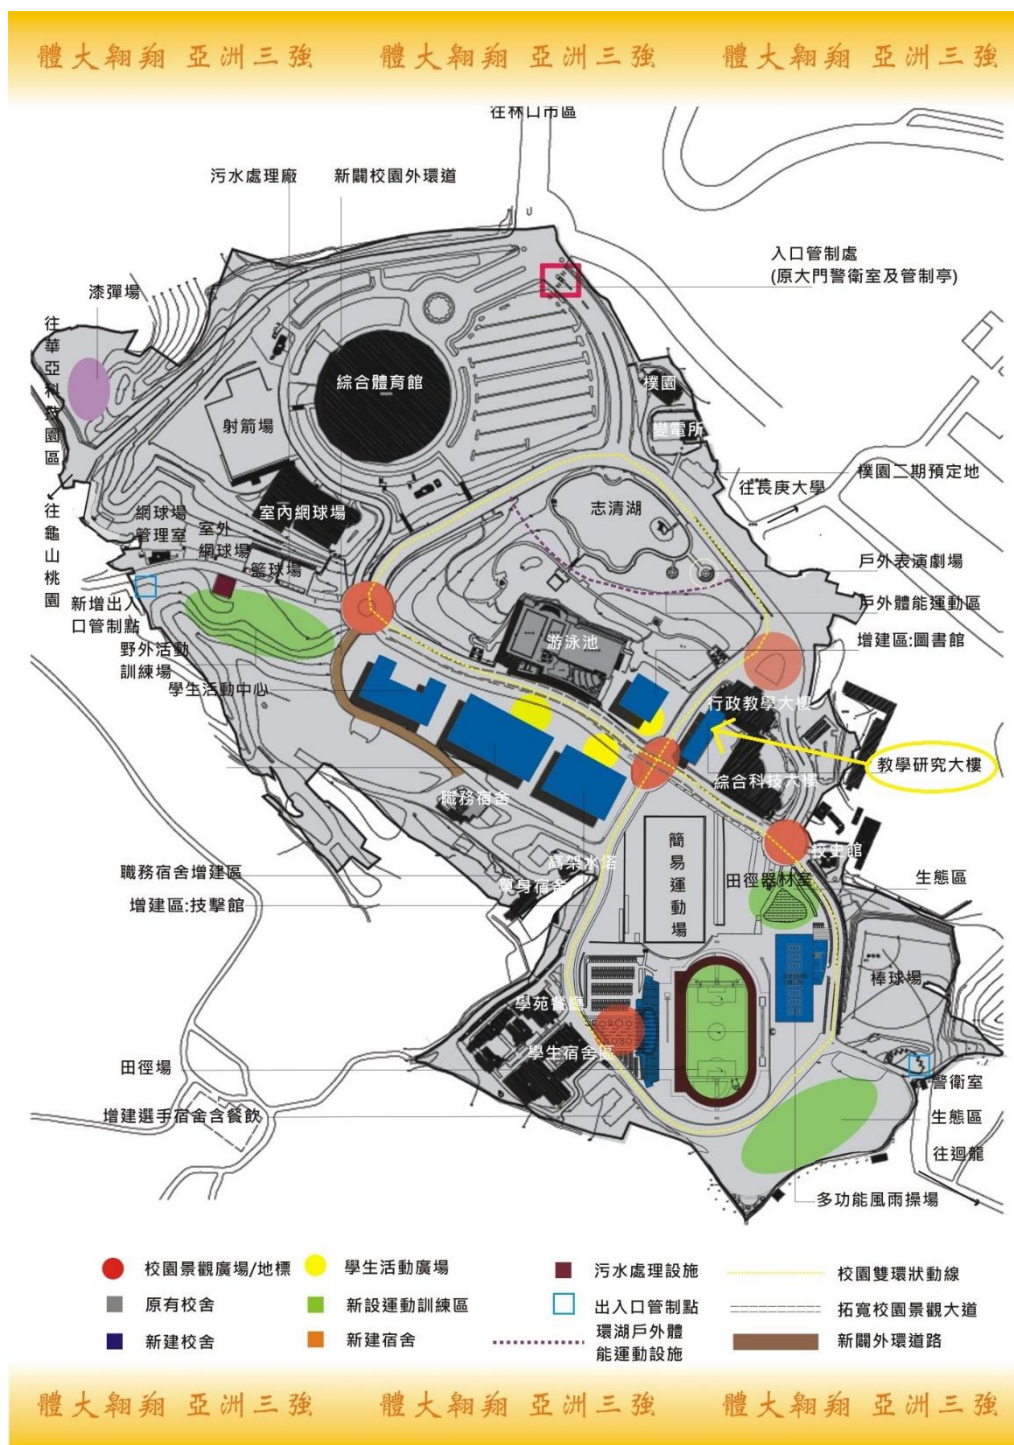 體大翱翔 亞洲三強 體大翱翔 亞洲三強 體大翱翔 亞洲三強
往林口市區
污水處理廠
新闢校園外環道
入口管制處
(原大門警衛室及管制亭)
漆彈場
往華亞科技園區
綜合體育館
樸園
射箭場
變電所
樸園二期預定地
往長庚大學
往龜山桃園
網球場
管理室
室外
網球場
室內網球場
志清湖
籃球場
戶外表演劇場
新增出入
口管制點
戶外體能運動區
野外活動
訓練場
游泳池
增建區:圖書館
學生活動中心
行政教學大樓
教學研究大樓
綜合科技大樓
職務宿舍
簡易運動場
校史館
高架水塔
職務宿舍增建區
單身宿舍
田徑器材室
生態區
增建區:技擊館
棒球場
學苑餐廳
學生宿舍區
田徑場
警衛室
增建選手宿舍含餐飲
生態區
往迴龍
多功能風雨操場
校園景觀廣場/地標
學生活動廣場
污水處理設施
校園雙環狀動線
原有校舍
新設運動訓練區
出入口管制點
拓寬校園景觀大道
新建校舍
新建宿舍
環湖戶外體
能運動設施
新闢外環道路
體大翱翔 亞洲三強 體大翱翔 亞洲三強 體大翱翔 亞洲三強